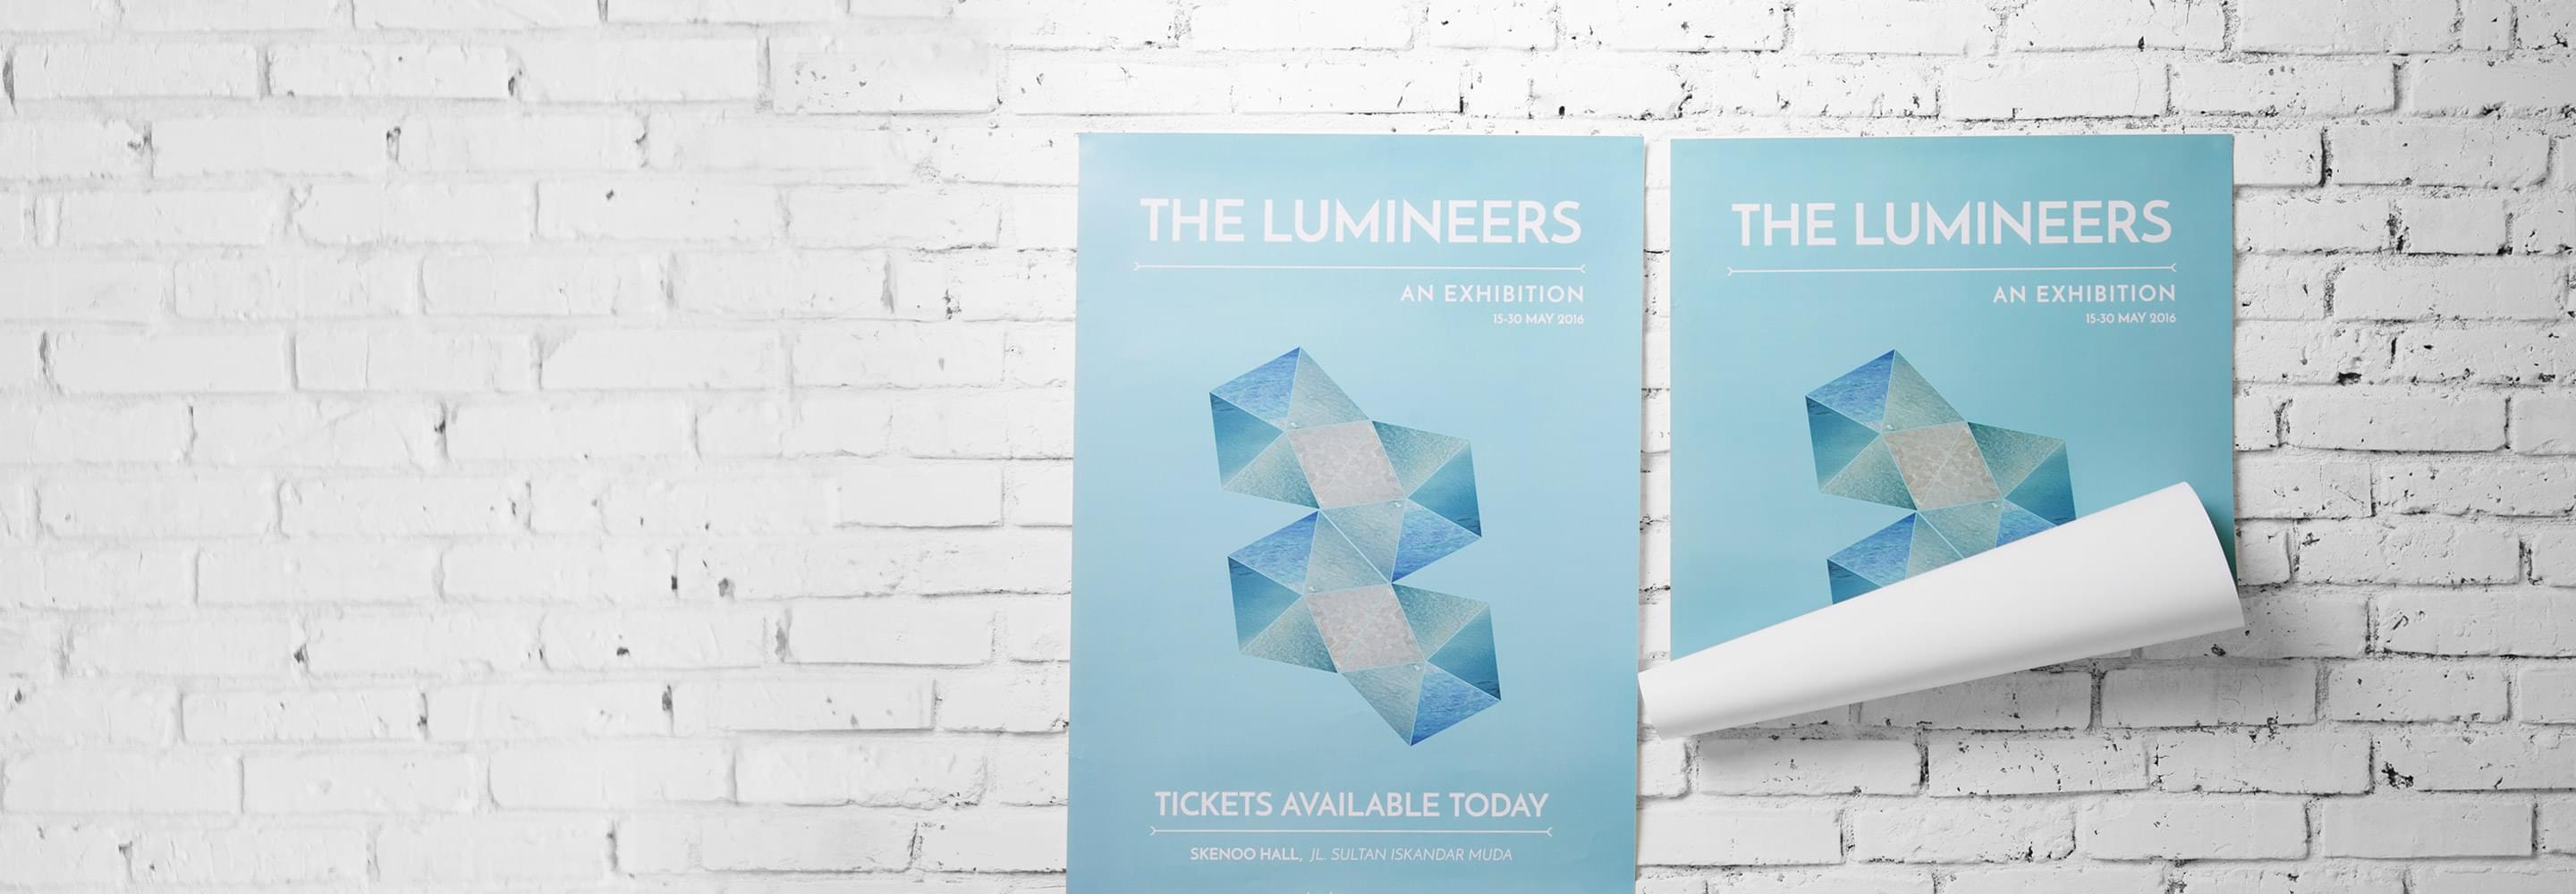 THE LUMINEERS
AN EXHIBITION
15-30 MAY 2016
TICKETS AVAILABLE TODAY
SKENOO HALL, JL. SULTAN ISKANDAR MUDA
THE LUMINEERS
AN EXHIBITION
15-30 MAY 2016